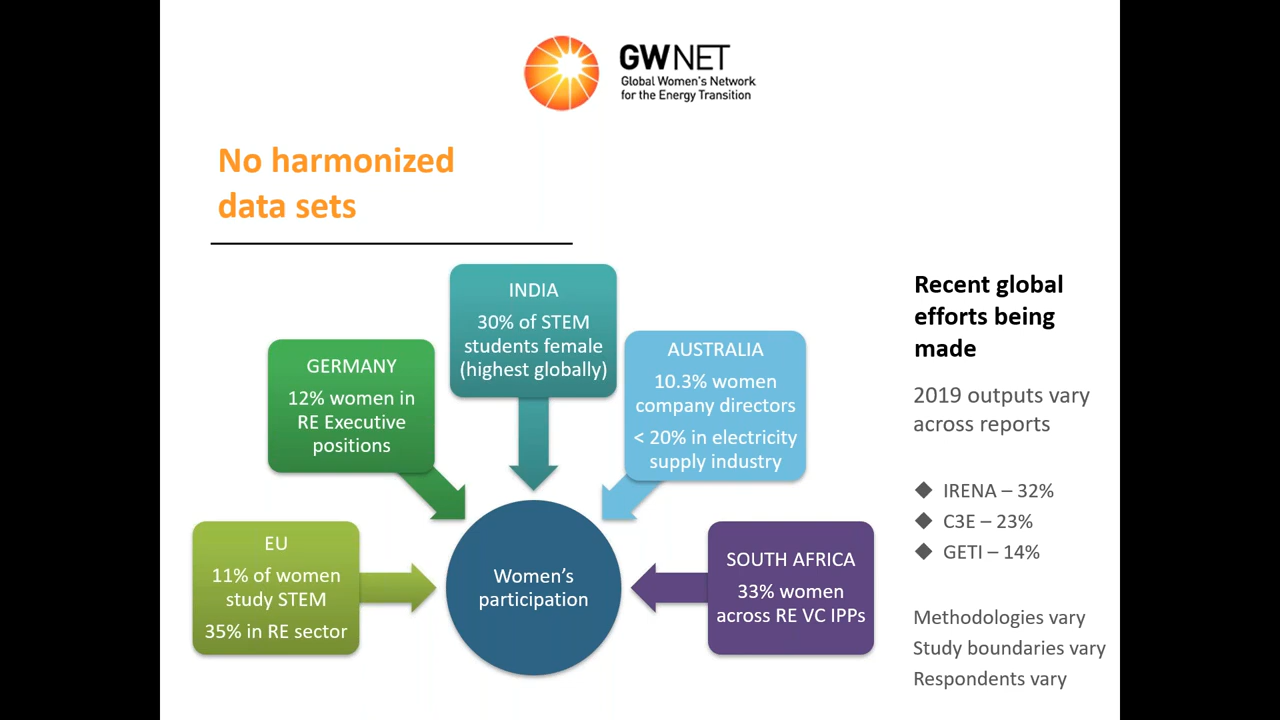 GWNET
Global Women's Network
for the Energy Transition
No harmonized
data sets
INDIA
30% of STEM
students female
(highest globally)
GERMANY
12% women in
RE Executive
positions
AUSTRALIA
10.3% women
company directors
< 20% in electricity
supply industry
EU
11% of women
study STEM
35% in RE sector
Women's
participation
SOUTH AFRICA
33% women
across RE VC IPPs
Recent global
efforts being
made
2019 outputs vary
across reports
◆ IRENA – 32%
◆ C3E – 23%
◆ GETI – 14%
Methodologies vary
Study boundaries vary
Respondents vary